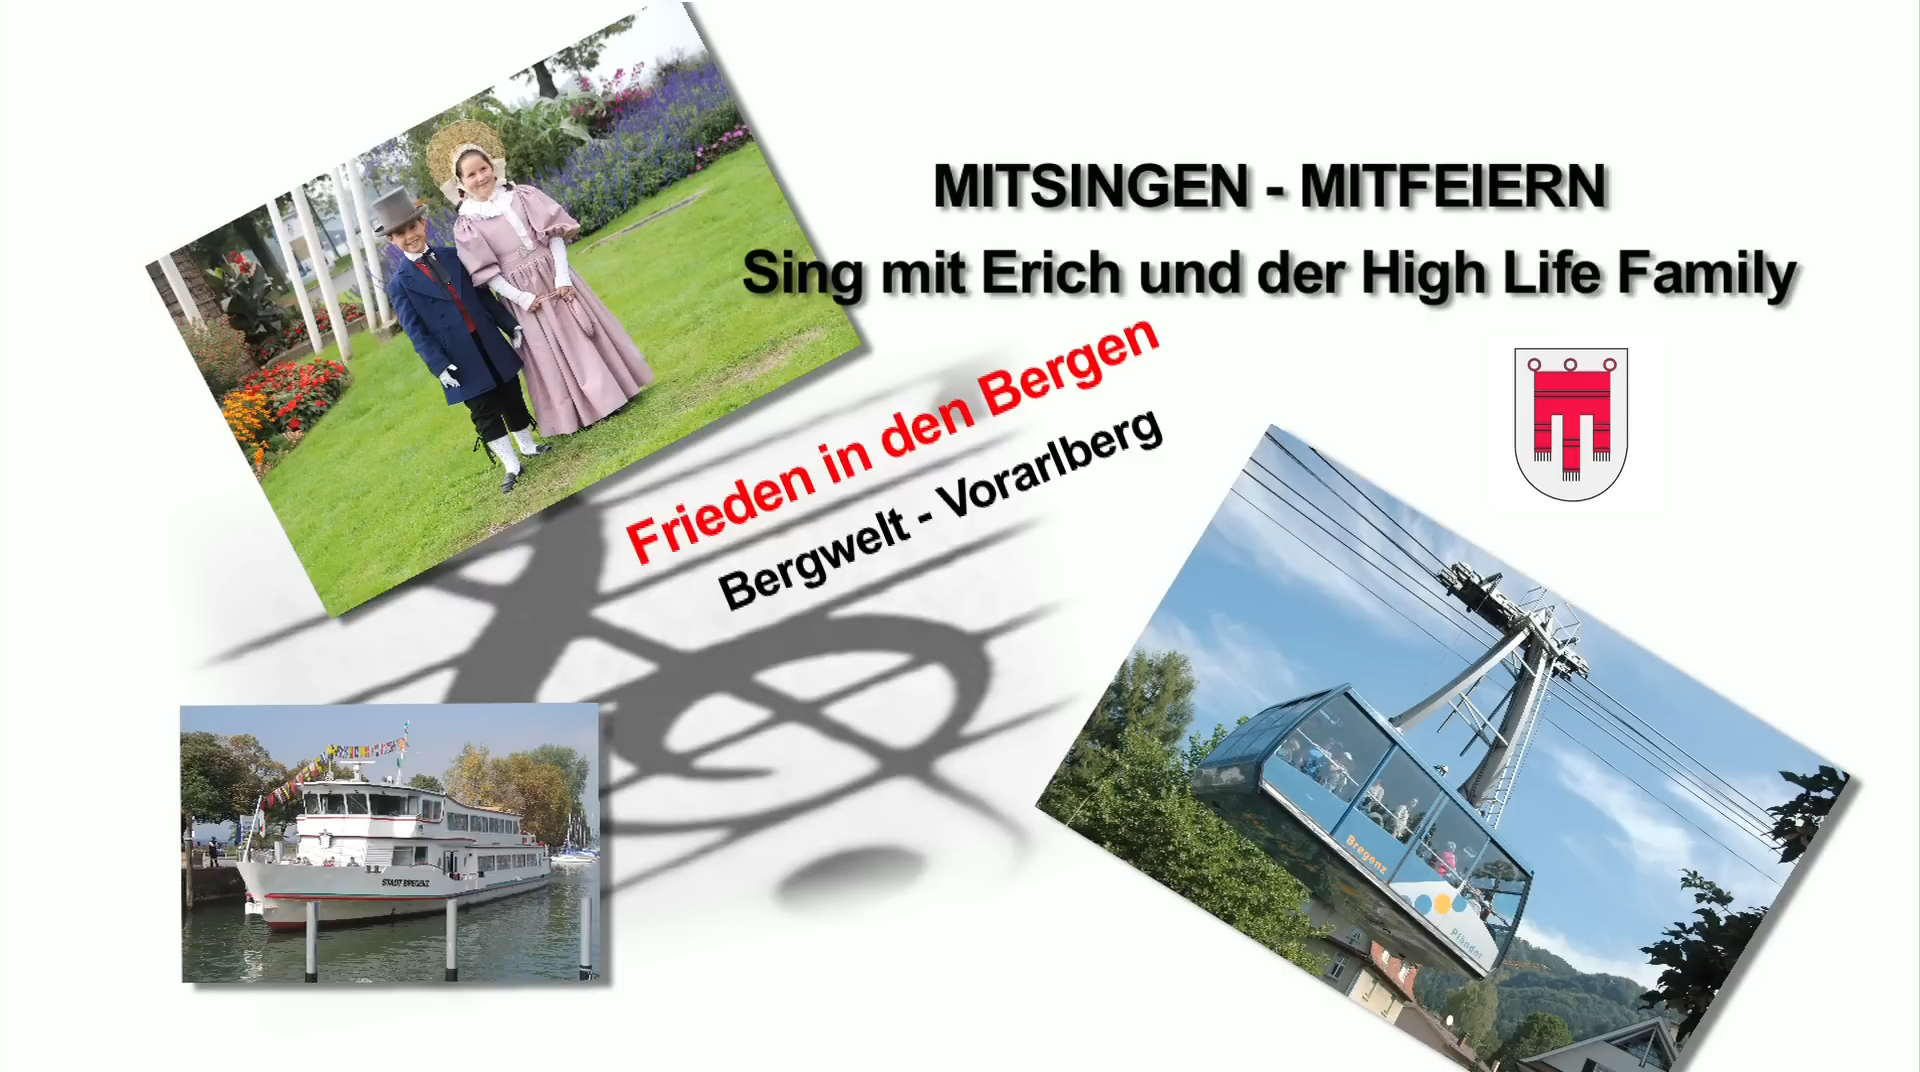 MITSINGEN - MITFEIERN
Sing mit Erich und der High Life Family
Frieden in den Bergen
Bergwelt - Vorarlberg
STADT BREGENZ
Bregenz
Pfänder